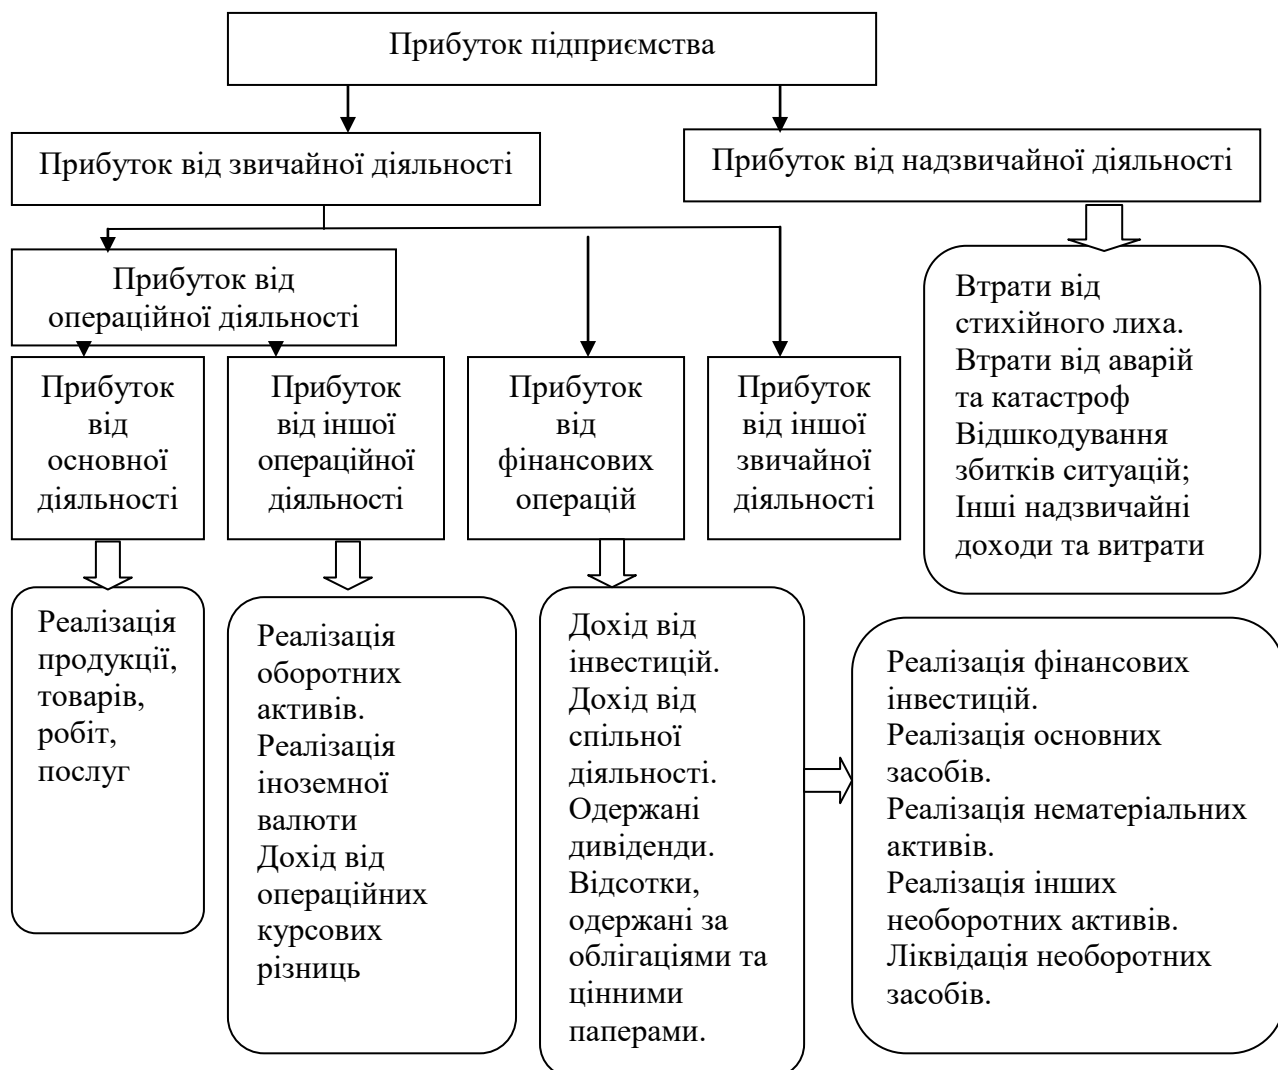 Прибуток підприємства
Прибуток від звичайної діяльності
Прибуток від надзвичайної діяльності
Прибуток від
операційної діяльності
Прибуток
від
основної
діяльності
Прибуток
від іншої
операційної
діяльності
Прибуток
від
фінансових
операцій
Прибуток
від іншої
звичайної
діяльності
Втрати від
стихійного лиха.
Втрати від аварій
та катастроф
Відшкодування
збитків ситуацій;
Інші надзвичайні
доходи та витрати
Реалізація
продукції,
товарів,
робіт,
послуг
Реалізація
оборотних
активів.
Реалізація
іноземної
валюти
Дохід від
операційних
курсових
різниць
Дохід від
інвестицій.
Дохід від
спільної
діяльності.
Одержані
дивіденди.
Відсотки,
одержані за
облігаціями та
цінними
паперами.
Реалізація фінансових
інвестицій.
Реалізація основних
засобів.
Реалізація нематеріальних
активів.
Реалізація інших
необоротних активів.
Ліквідація необоротних
засобів.